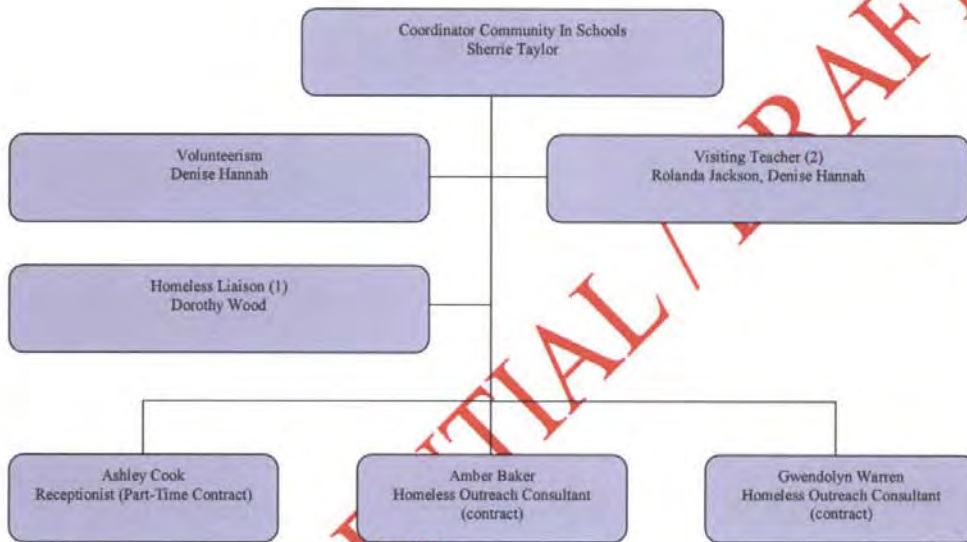 Coordinator Community In Schools
Sherrie Taylor
Volunteerism
Denise Hannah
Visiting Teacher (2)
Rolanda Jackson, Denise Hannah
Homeless Liaison (1)
Dorothy Wood
Ashley Cook
Receptionist (Part-Time Contract)
Amber Baker
Homeless Outreach Consultant
(contract)
Gwendolyn Warren
Homeless Outreach Consultant
(contract)
NTIAL / RAF